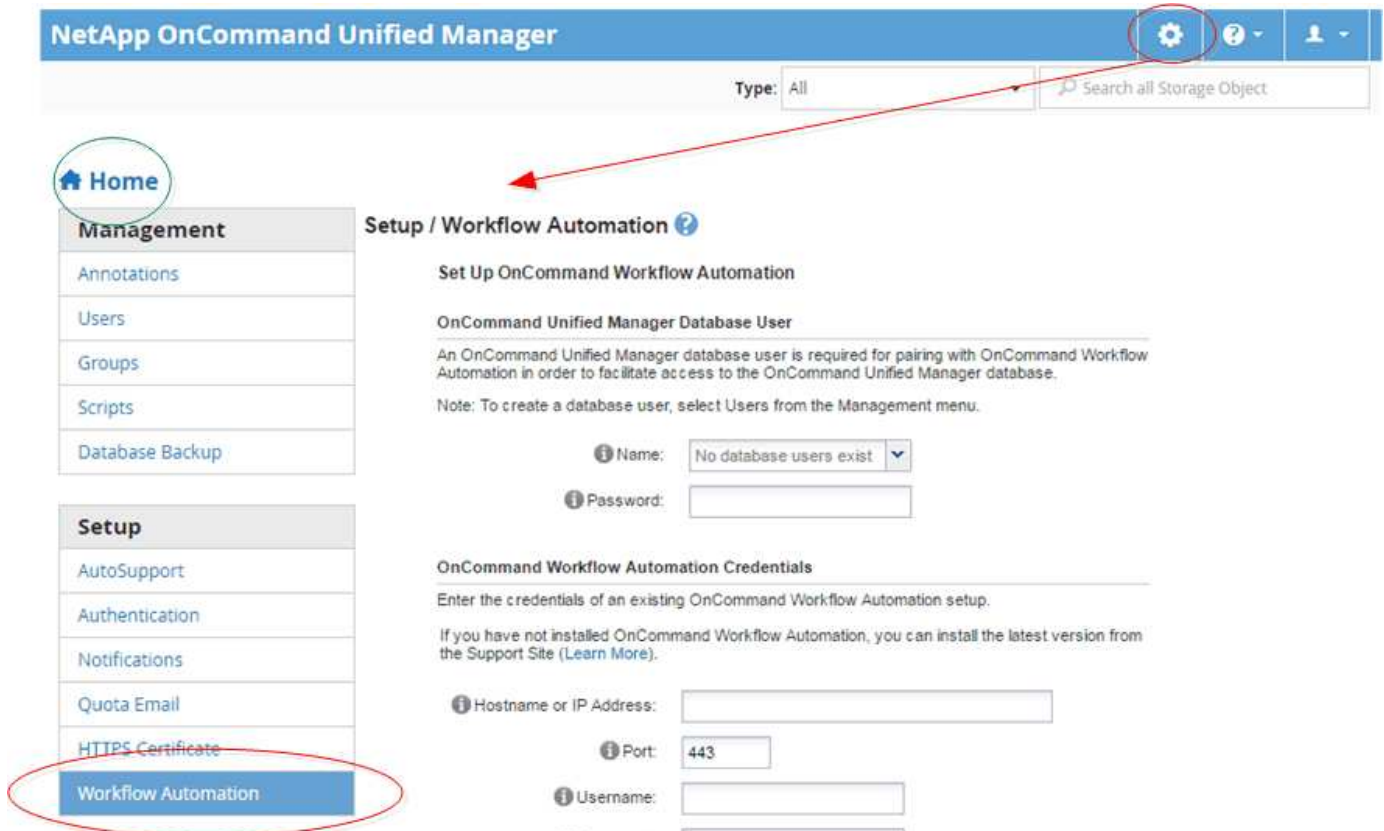 NetApp OnCommand Unified Manager
Type: All
Search all Storage Object
Home
Management
Annotations
Users
Groups
Scripts
Database Backup
Setup
AutoSupport
Authentication
Notifications
Quota Email
HTTPS Certificate
Workflow Automation
Setup / Workflow Automation
Set Up OnCommand Workflow Automation
OnCommand Unified Manager Database User
An OnCommand Unified Manager database user is required for pairing with OnCommand Workflow
Automation in order to facilitate access to the OnCommand Unified Manager database.
Note: To create a database user, select Users from the Management menu.
Name: No database users exist
Password:
OnCommand Workflow Automation Credentials
Enter the credentials of an existing OnCommand Workflow Automation setup.
If you have not installed OnCommand Workflow Automation, you can install the latest version from
the Support Site (Learn More).
Hostname or IP Address:
Port: 443
Username: